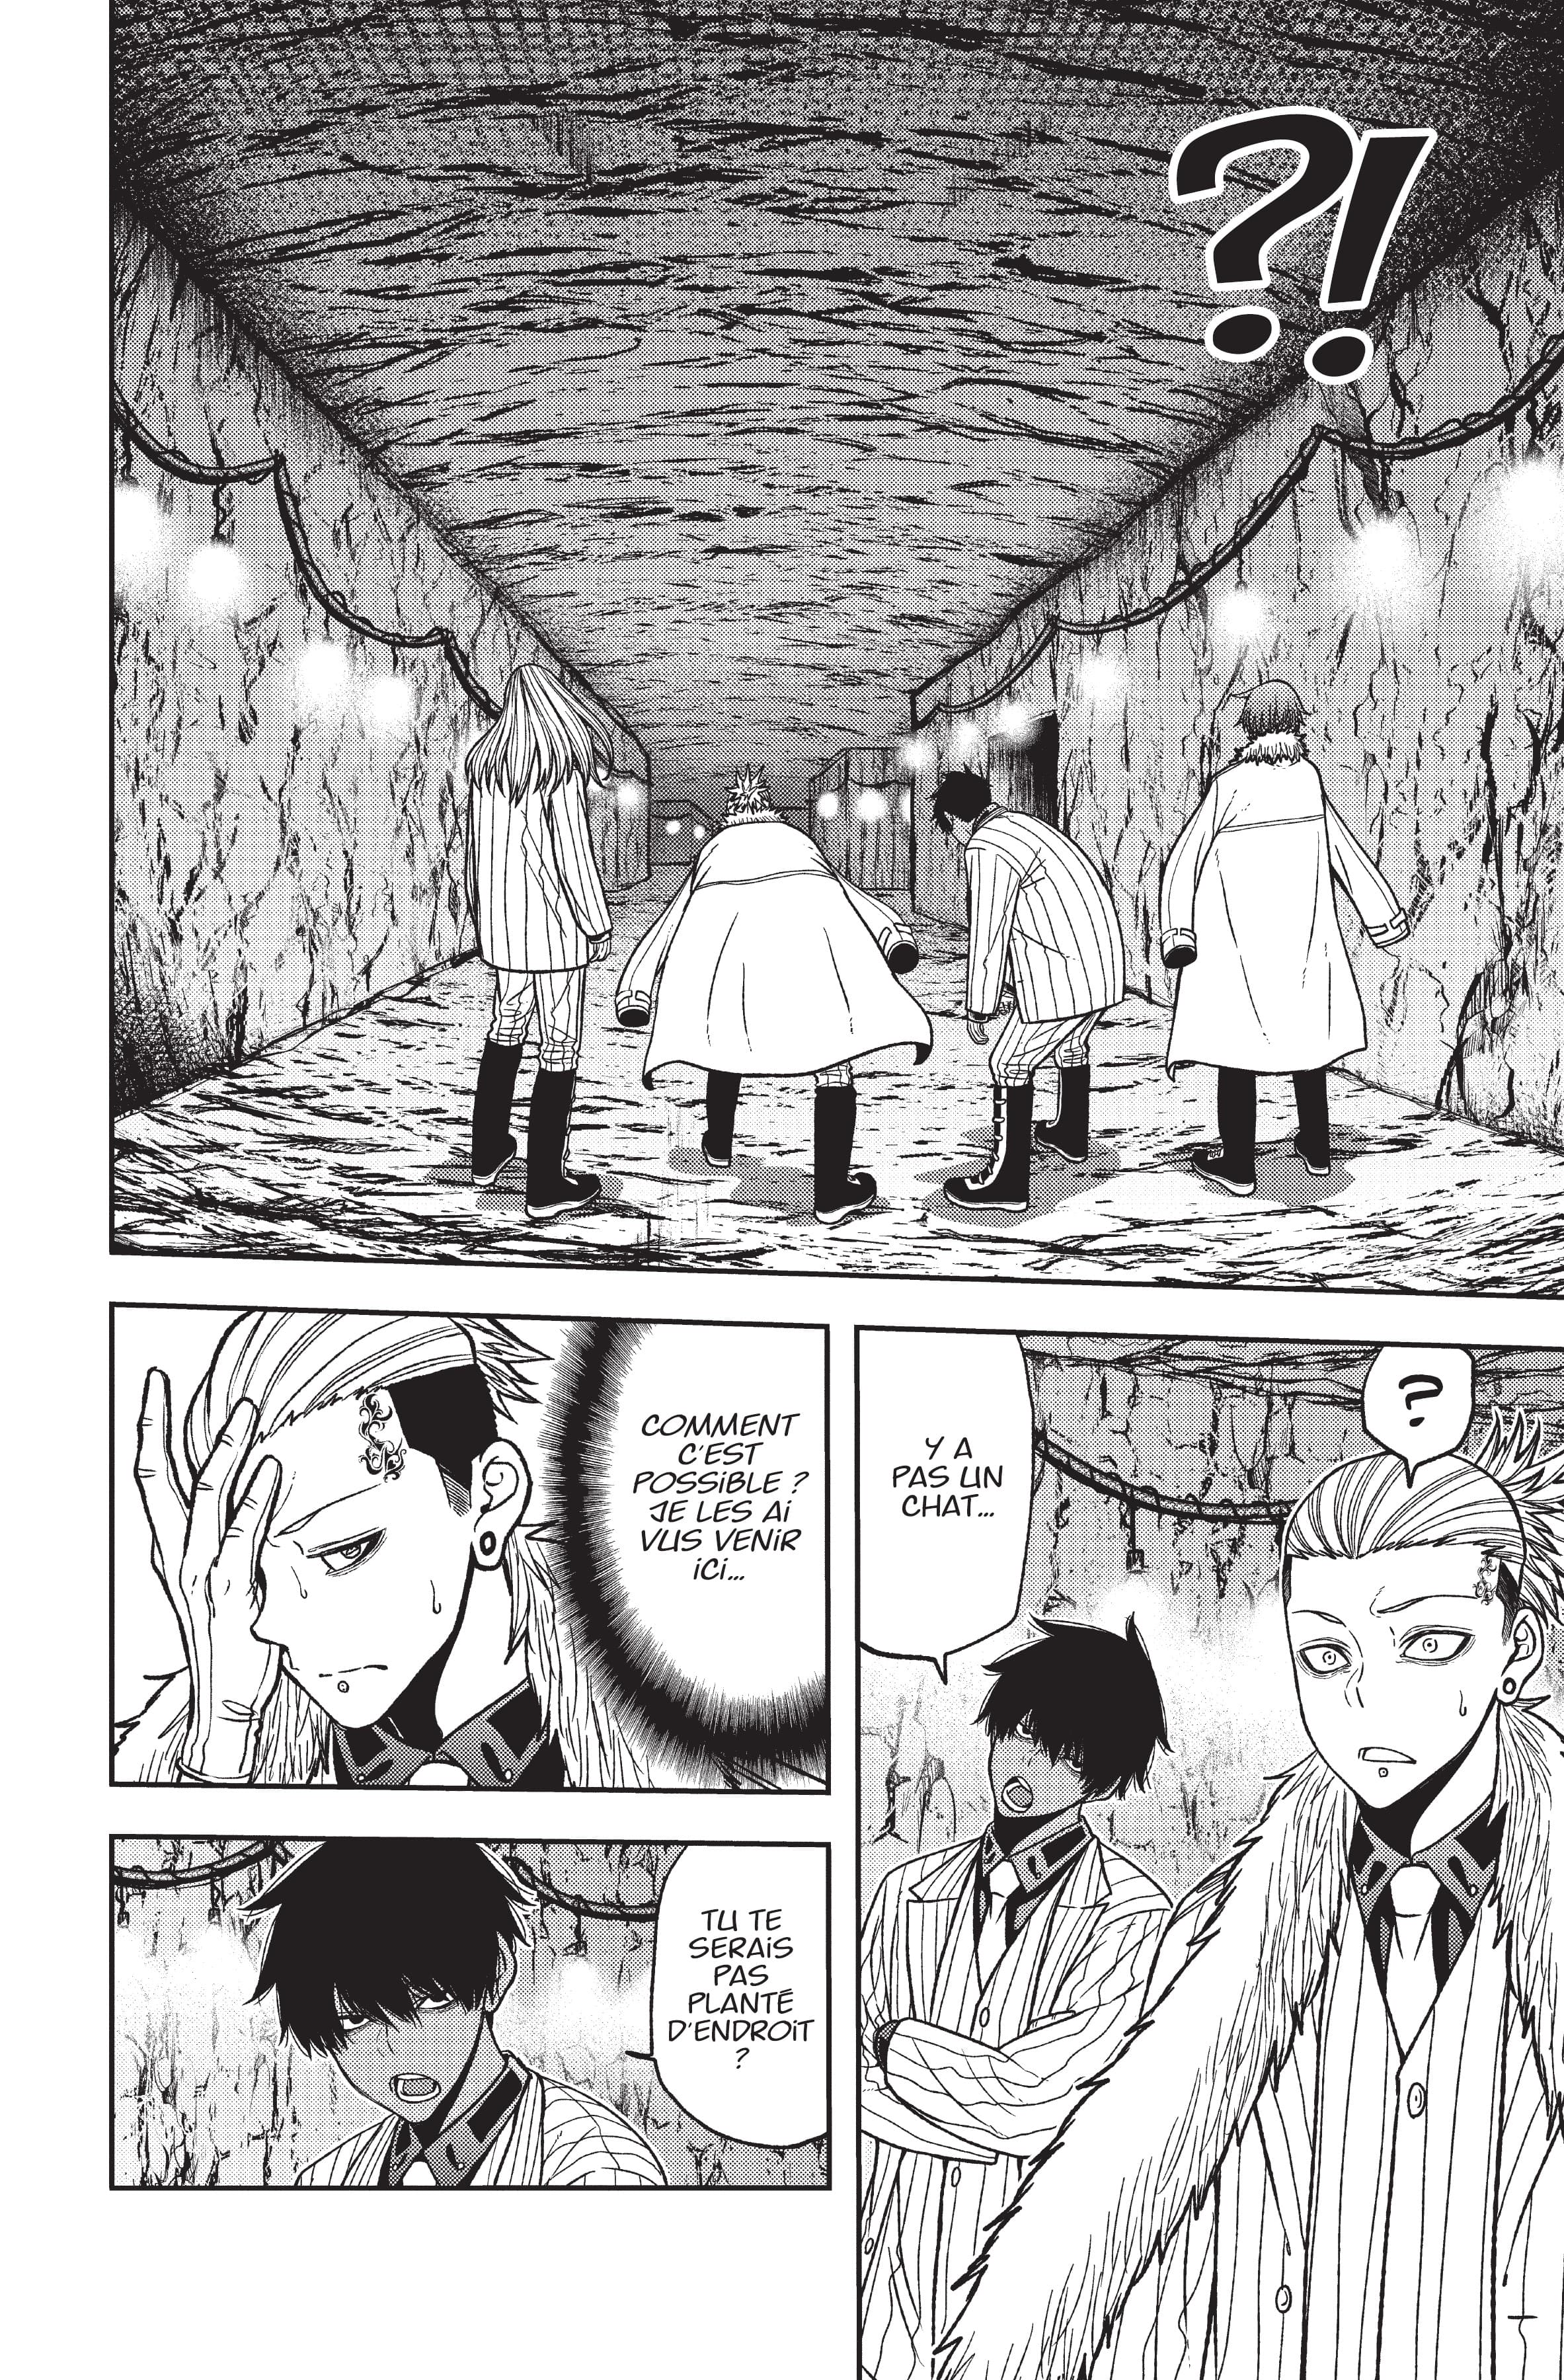 ?!
?
Y A
PAS UN
CHAT...
COMMENT
C'EST
POSSIBLE ?
JE LES AI
VUS VENIR
ICI...
TU TE
SERAIS
PAS
PLANTÉ
D'ENDROIT
?